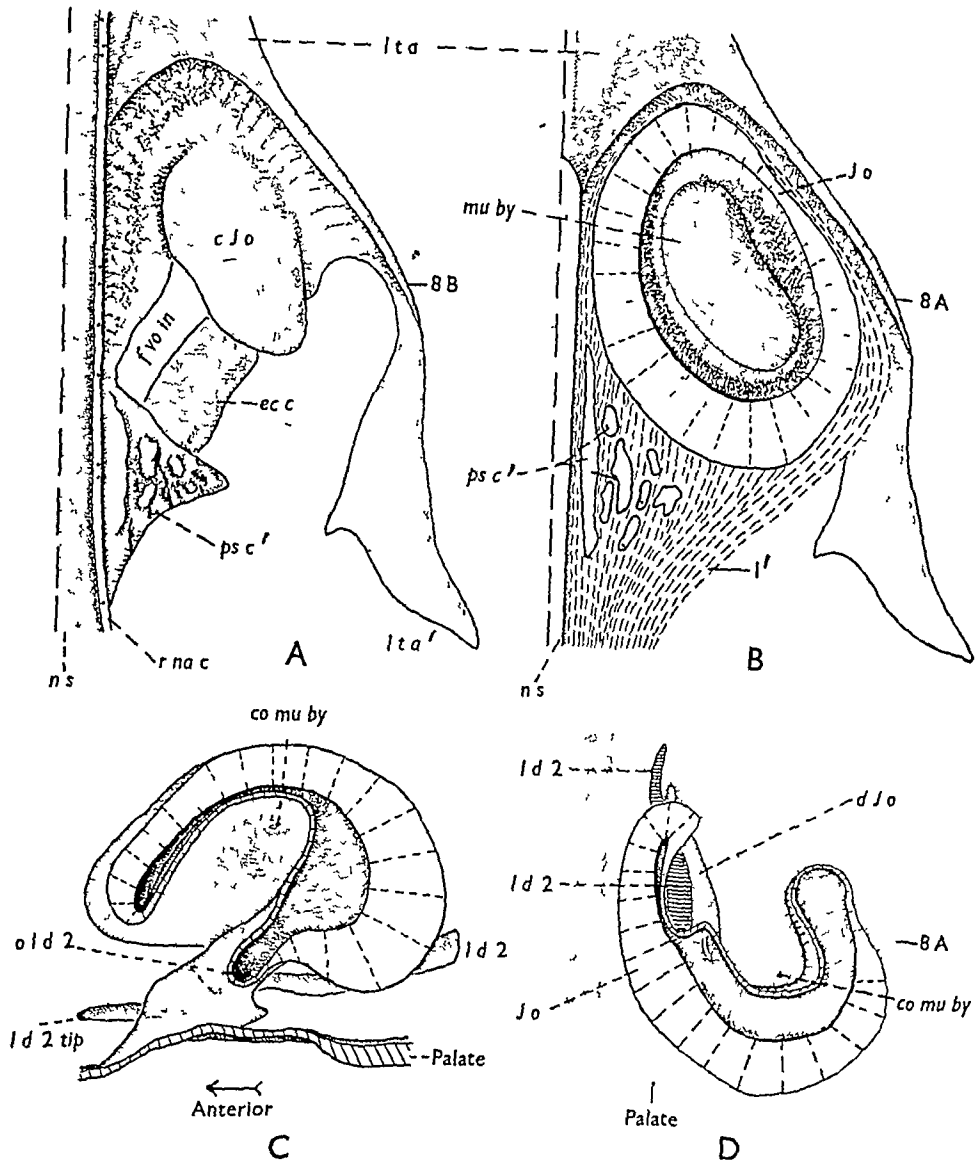 l t a
c J o
8 B
f vo in
ec c
ps c'
n s
r na c
A
l t a'
mu by
J o
8 A
ps c'
l'
n s
B
co mu by
o l d 2
l d 2
l d 2 tip
Palate
Anterior
C
l d 2
d J o
l d 2
8 A
J o
co mu by
Palate
D